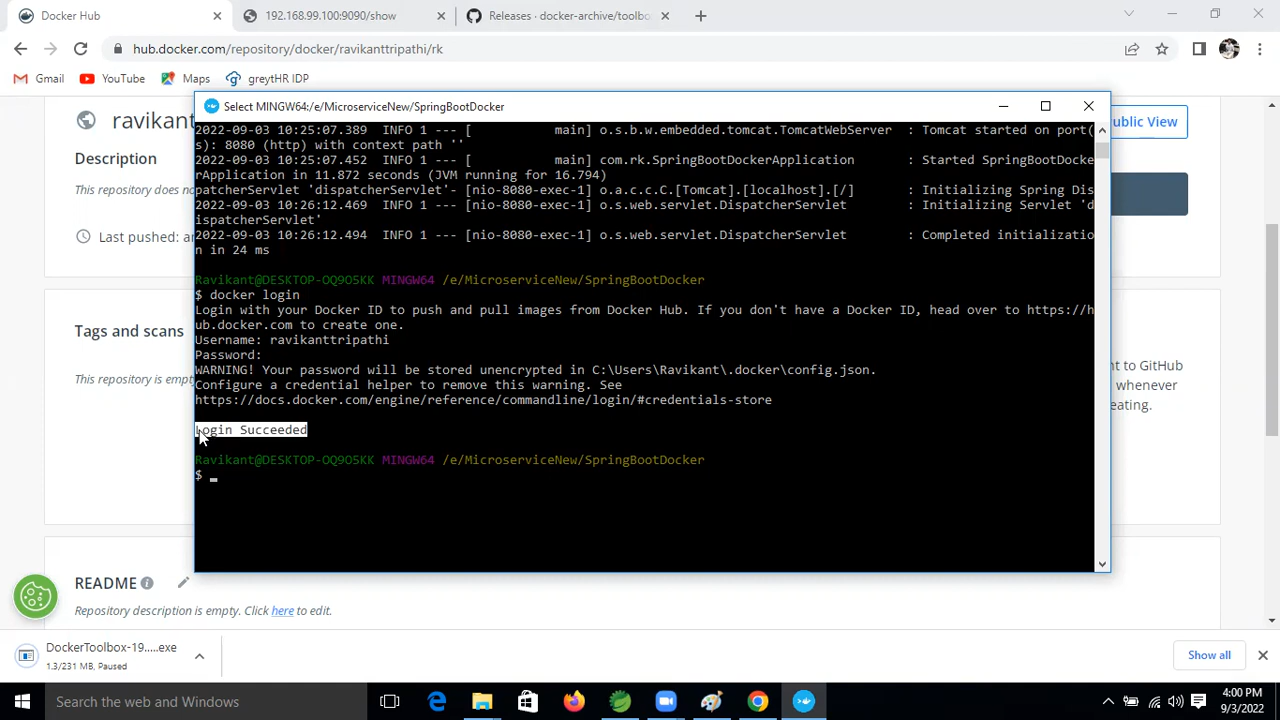 Docker Hub
192.168.99.100:9090/show
Releases · docker-archive/toolbo
hub.docker.com/repository/docker/ravikanttripathi/rk
Gmail
YouTube
Maps
greytHR IDP
ravikant
Public View
Description
This repository does no
Last pushed: a
Tags and scans
This repository is empty
nt to GitHub
whenever
eating.
Select MINGW64:/e/MicroserviceNew/SpringBootDocker
2022-09-03 10:25:07.389  INFO 1 --- [           main] o.s.b.w.embedded.tomcat.TomcatWebServer  : Tomcat started on port(
s): 8080 (http) with context path ''
2022-09-03 10:25:07.452  INFO 1 --- [           main] com.rk.SpringBootDockerApplication       : Started SpringBootDocke
rApplication in 11.872 seconds (JVM running for 16.794)
patcherServlet 'dispatcherServlet'- [nio-8080-exec-1] o.a.c.c.C.[Tomcat].[localhost].[/]       : Initializing Spring Dis
2022-09-03 10:26:12.469  INFO 1 --- [nio-8080-exec-1] o.s.web.servlet.DispatcherServlet        : Initializing Servlet 'd
ispatcherServlet'
2022-09-03 10:26:12.494  INFO 1 --- [nio-8080-exec-1] o.s.web.servlet.DispatcherServlet        : Completed initializatio
n in 24 ms
Ravikant@DESKTOP-OQ9O5KK MINGW64 /e/MicroserviceNew/SpringBootDocker
$ docker login
Login with your Docker ID to push and pull images from Docker Hub. If you don't have a Docker ID, head over to https://h
ub.docker.com to create one.
Username: ravikanttripathi
Password:
WARNING! Your password will be stored unencrypted in C:\Users\Ravikant\.docker\config.json.
Configure a credential helper to remove this warning. See
https://docs.docker.com/engine/reference/commandline/login/#credentials-store
Login Succeeded
Ravikant@DESKTOP-OQ9O5KK MINGW64 /e/MicroserviceNew/SpringBootDocker
$
README
Repository description is empty. Click here to edit.
DockerToolbox-19.....exe
1.3/231 MB, Paused
Show all
Search the web and Windows
4:00 PM
9/3/2022